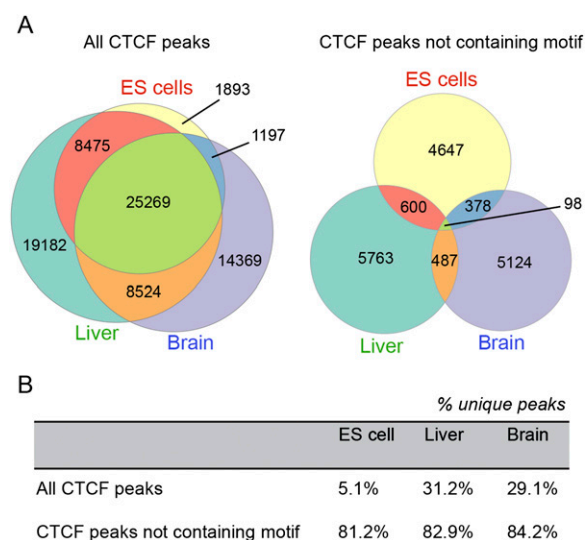 A
All CTCF peaks
CTCF peaks not containing motif
ES cells
1893
8475
1197
25269
19182
14369
8524
Liver
Brain
ES cells
4647
600
378
98
5763
487
5124
Liver
Brain
B
% unique peaks
ES cell Liver Brain
All CTCF peaks 5.1% 31.2% 29.1%
CTCF peaks not containing motif 81.2% 82.9% 84.2%